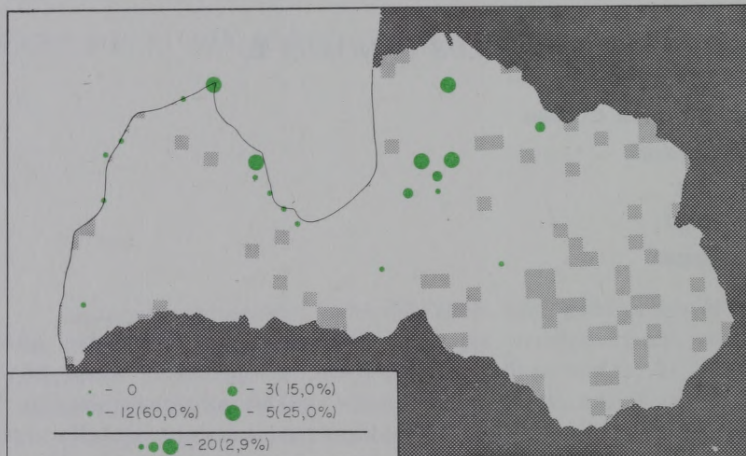 - 0 - 3(15,0%)
- 12(60,0%) - 5(25,0%)
- 20(2,9%)